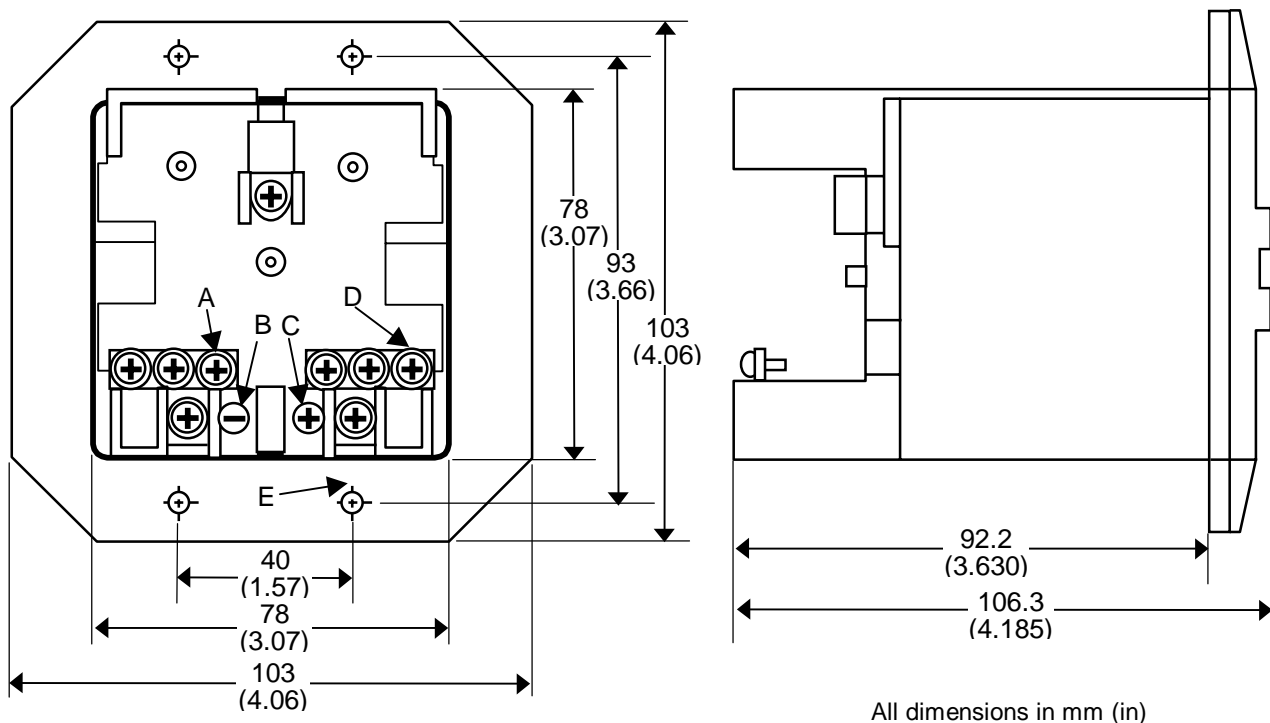 A
B
C
D
E
78
(3.07)
93
(3.66)
103
(4.06)
40
(1.57)
78
(3.07)
103
(4.06)
92.2
(3.630)
106.3
(4.185)
All dimensions in mm (in)